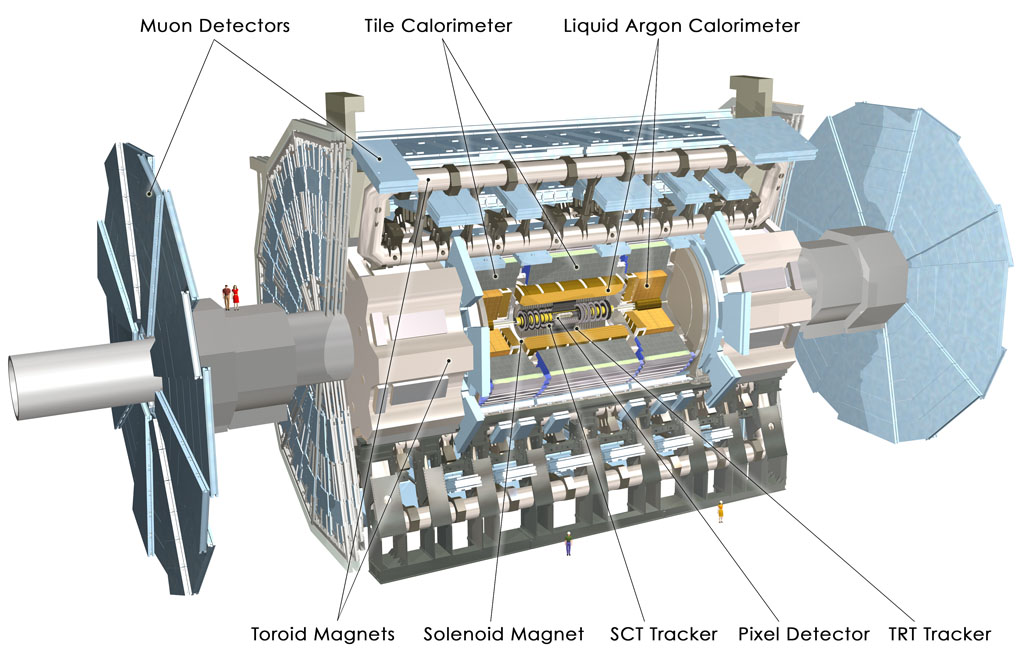 Muon Detectors
Tile Calorimeter
Liquid Argon Calorimeter
Toroid Magnets
Solenoid Magnet
SCT Tracker
Pixel Detector
TRT Tracker